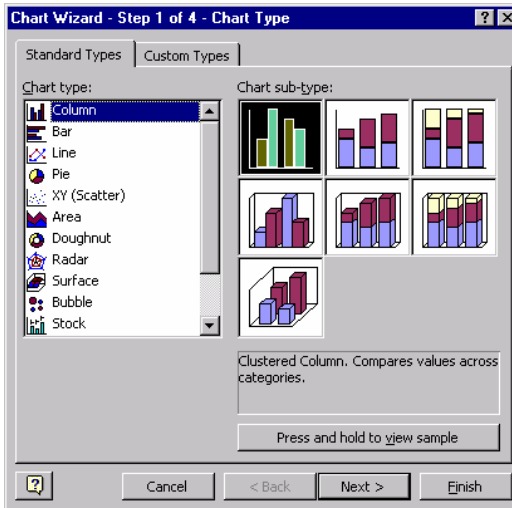 Chart Wizard - Step 1 of 4 - Chart Type
Standard Types Custom Types
Chart type:
Column
Bar
Line
Pie
XY (Scatter)
Area
Doughnut
Radar
Surface
Bubble
Stock
Chart sub-type:
Clustered Column. Compares values across
categories.
Press and hold to view sample
Cancel < Back Next > Finish